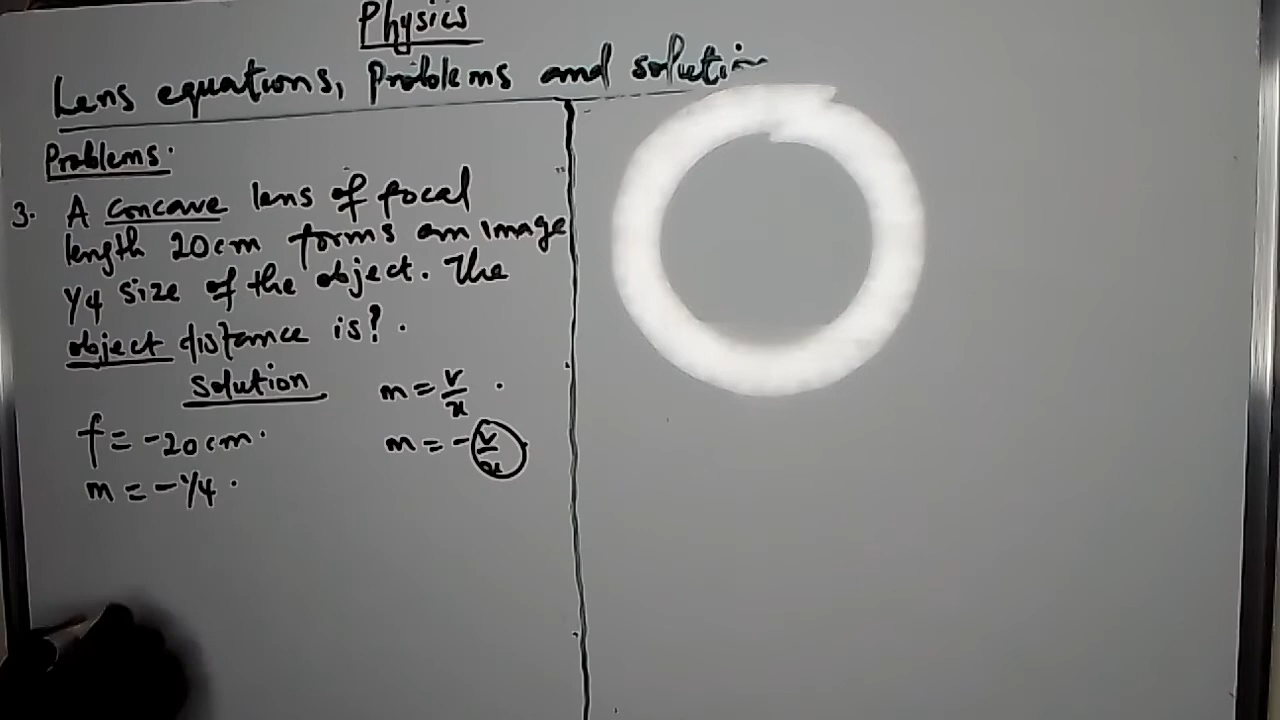 Physics
Lens equations, problems and solution
Problems.
3. A concave lens of focal
length 20cm forms an image
1/4 size of the object. The
object distance is?.
Solution
m = v/u.
f = -20cm.
m = -v/u
m = -1/4.